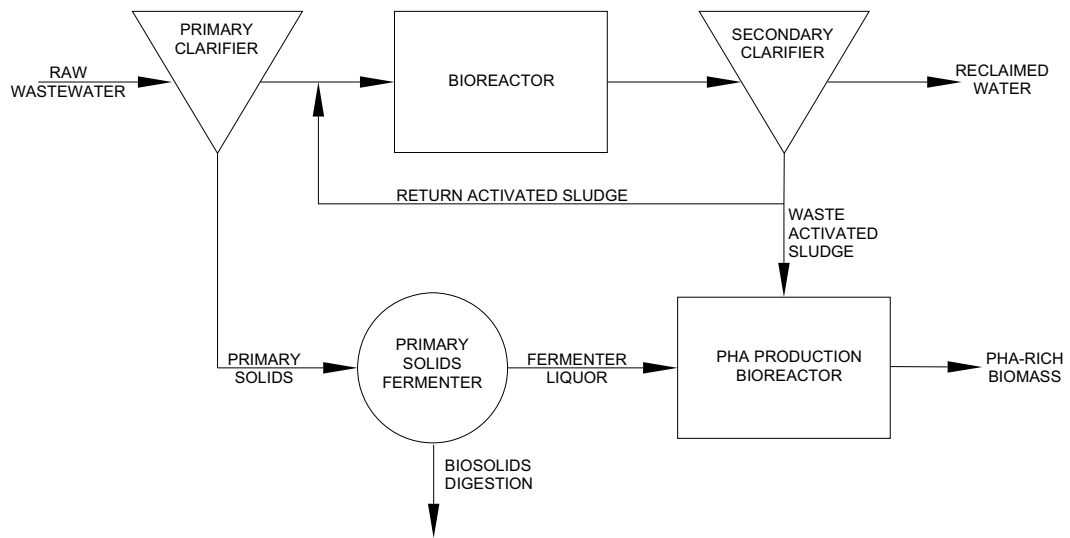 PRIMARY
CLARIFIER
SECONDARY
CLARIFIER
RAW
WASTEWATER
BIOREACTOR
RECLAIMED
WATER
RETURN ACTIVATED SLUDGE
WASTE
ACTIVATED
SLUDGE
PRIMARY
SOLIDS
PRIMARY
SOLIDS
FERMENTER
FERMENTER
LIQUOR
PHA PRODUCTION
BIOREACTOR
PHA-RICH
BIOMASS
BIOSOLIDS
DIGESTION